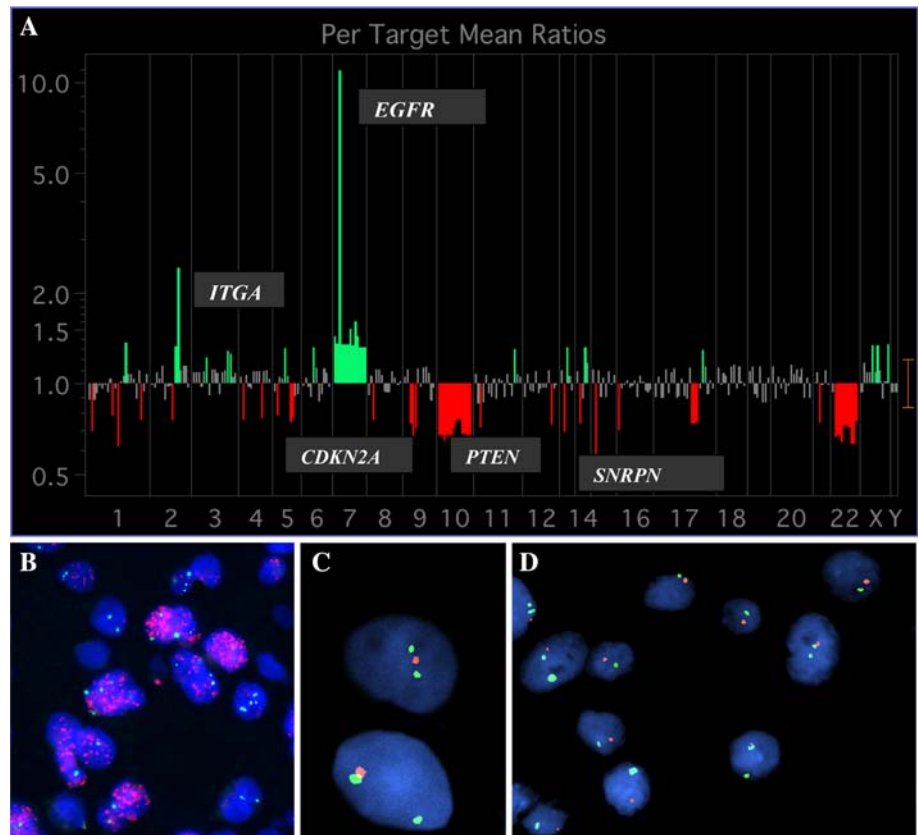 A
Per Target Mean Ratios
10.0
EGFR
5.0
ITGA
2.0
1.5
1.0
CDKN2A
PTEN
SNRPN
0.5
1 2 3 4 5 6 7 8 9 10 11 12 14 16 17 18 20 22 X Y
B
C
D